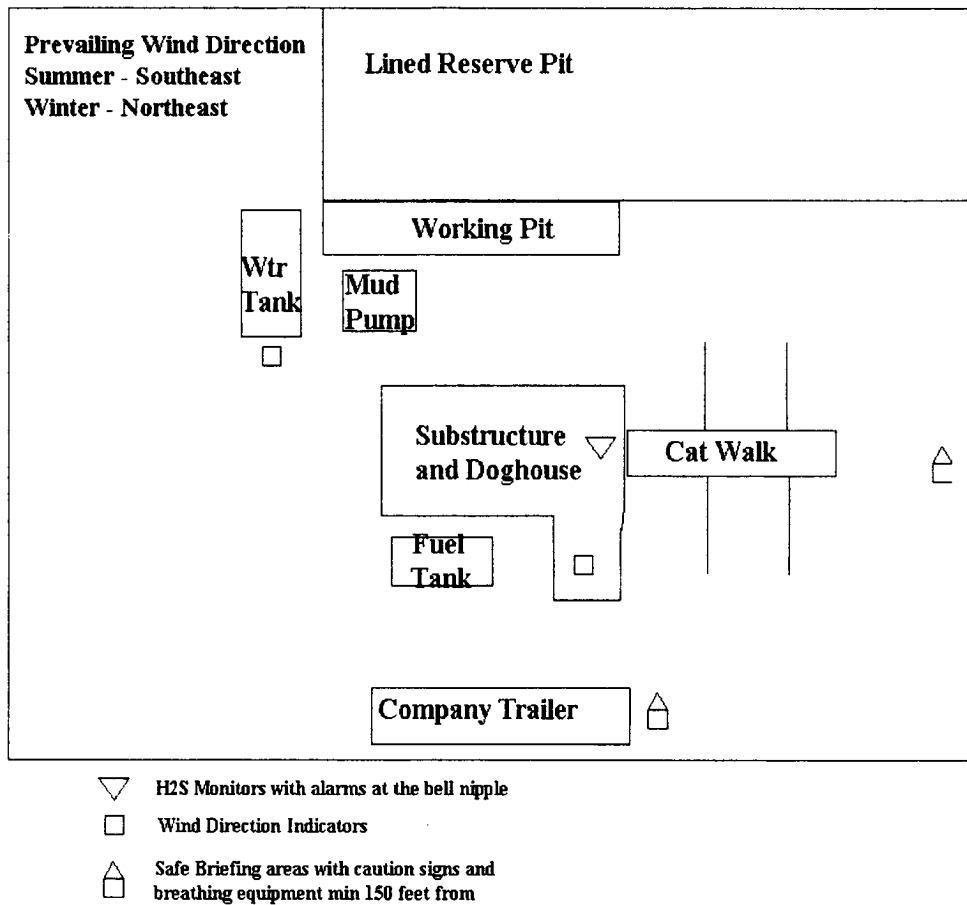 Prevailing Wind Direction
Summer - Southeast
Winter - Northeast
Lined Reserve Pit
Working Pit
Wtr
Tank
Mud
Pump
Substructure
and Doghouse
Cat Walk
Fuel
Tank
Company Trailer
H2S Monitors with alarms at the bell nipple
Wind Direction Indicators
Safe Briefing areas with caution signs and
breathing equipment min 150 feet from